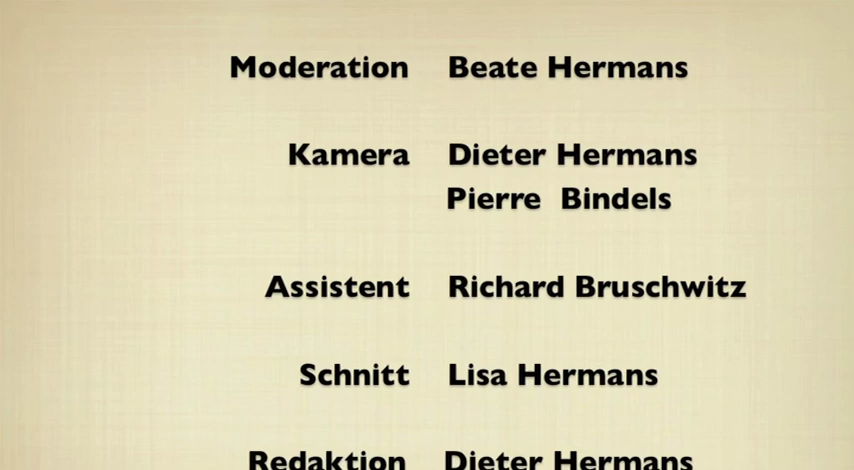 Moderation Beate Hermans
Kamera Dieter Hermans
Pierre Bindels
Assistent Richard Bruschwitz
Schnitt Lisa Hermans
Redaktion Dieter Hermans